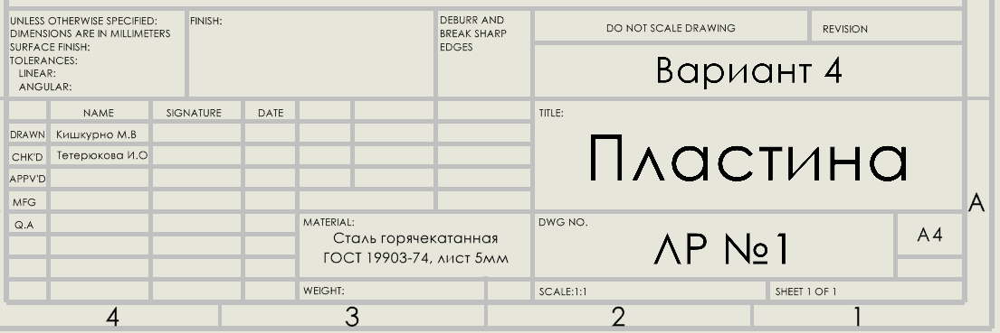 UNLESS OTHERWISE SPECIFIED:
DIMENSIONS ARE IN MILLIMETERS
SURFACE FINISH:
TOLERANCES:
LINEAR:
ANGULAR:
FINISH:
DEBURR AND
BREAK SHARP
EDGES
DO NOT SCALE DRAWING
REVISION
Вариант 4
NAME
SIGNATURE
DATE
TITLE:
DRAWN
Кишкурно М.В
CHK'D
Тетерюкова И.О
APPV'D
MFG
Q.A
Пластина
A
MATERIAL:
Сталь горячекатанная
ГОСТ 19903-74, лист 5мм
DWG NO.
ЛР №1
A4
WEIGHT:
SCALE:1:1
SHEET 1 OF 1
4
3
2
1